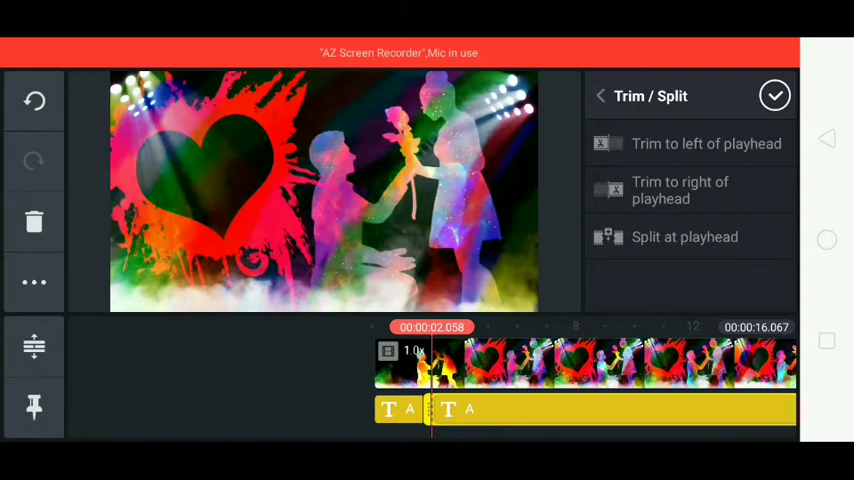 "AZ Screen Recorder",Mic in use
Trim / Split
Trim to left of playhead
Trim to right of
playhead
Split at playhead
00:00:02.058
8
12
00:00:16.067
1.0x
T A
T A